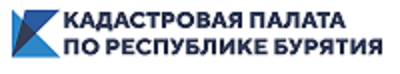 КАДАСТРОВАЯ ПАЛАТА
ПО РЕСПУБЛИКЕ БУРЯТИЯ